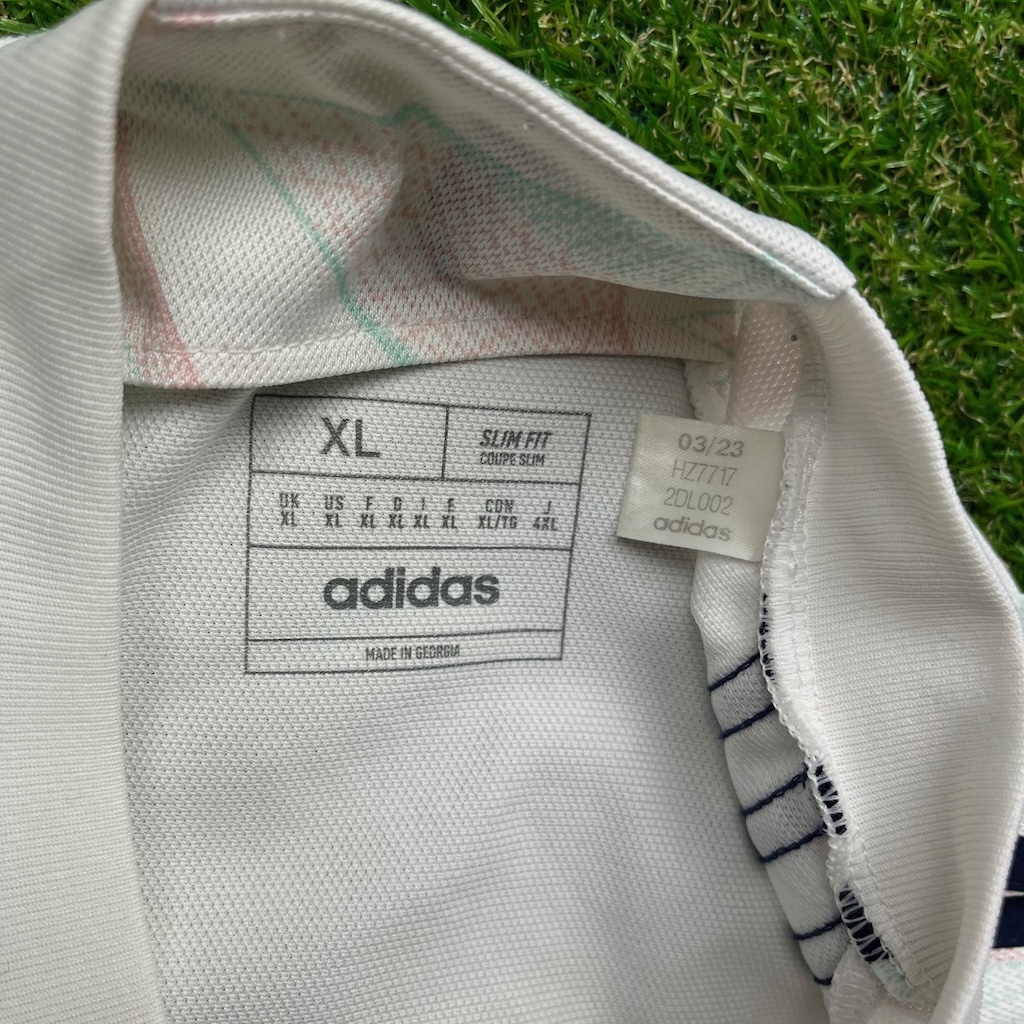 XL
SLIM FIT
COUPE SLIM
UK US F D I E CDN J
XL XL XL XL XL XL XL/TG 4XL
adidas
MADE IN GEORGIA
03/23
HZ7717
2DL002
adidas